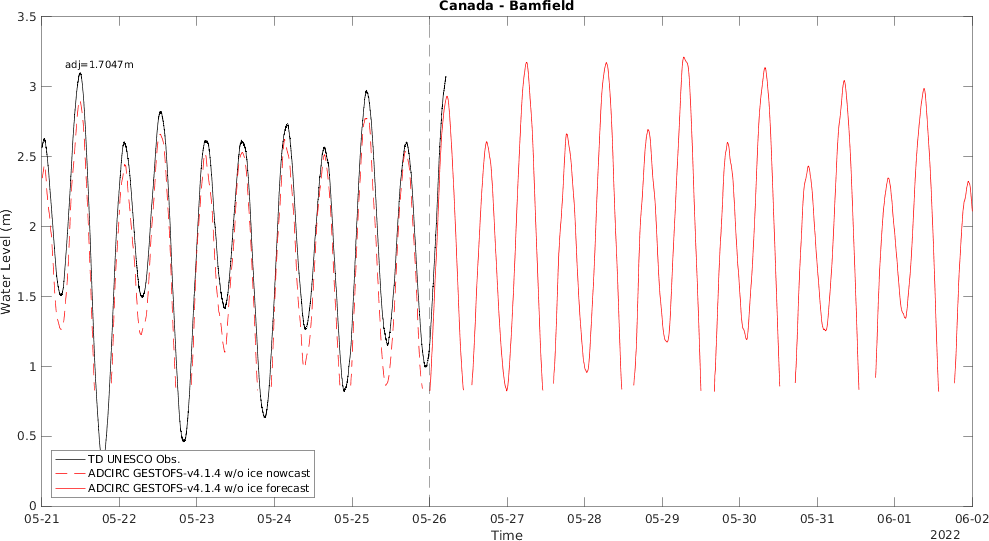 Canada - Bamfield
3.5
3
2.5
2
1.5
1
0.5
0
Water Level (m)
adj=1.7047m
TD UNESCO Obs.
ADCIRC GESTOFS-v4.1.4 w/o ice nowcast
ADCIRC GESTOFS-v4.1.4 w/o ice forecast
05-21 05-22 05-23 05-24 05-25 05-26 05-27 05-28 05-29 05-30 05-31 06-01 06-02
Time
2022